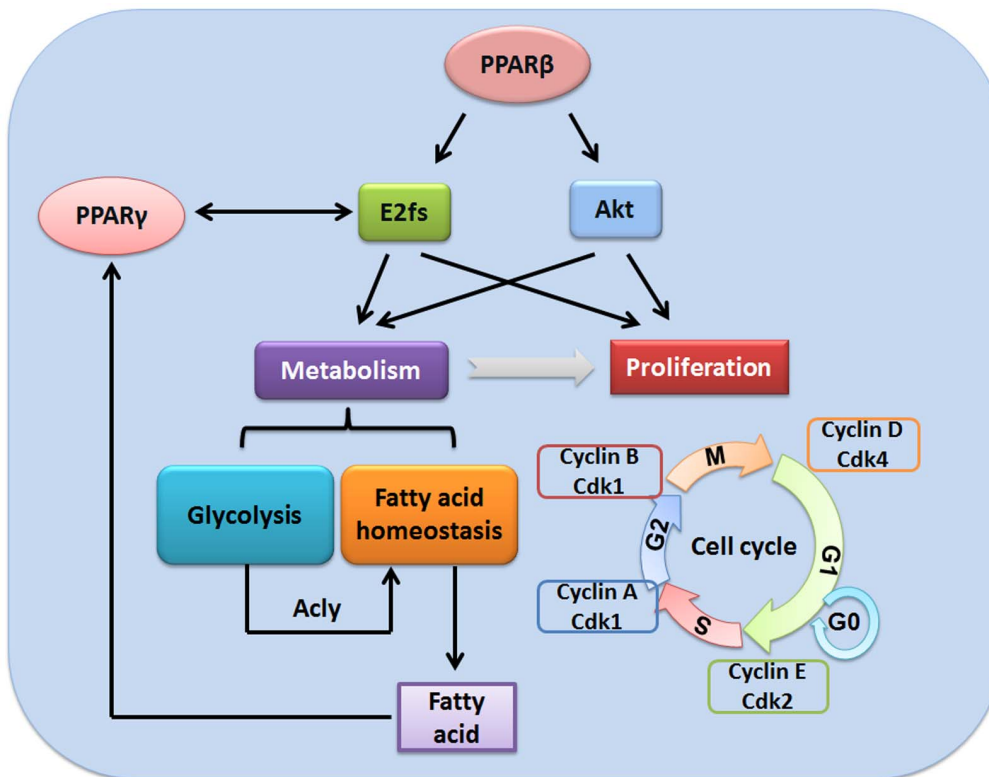 PPARβ
PPARγ
E2fs
Akt
Metabolism
Proliferation
Glycolysis
Fatty acid
homeostasis
Acly
Fatty
acid
Cyclin B
Cdk1
M
Cyclin D
Cdk4
G2
Cell cycle
G1
Cyclin A
Cdk1
S
G0
Cyclin E
Cdk2